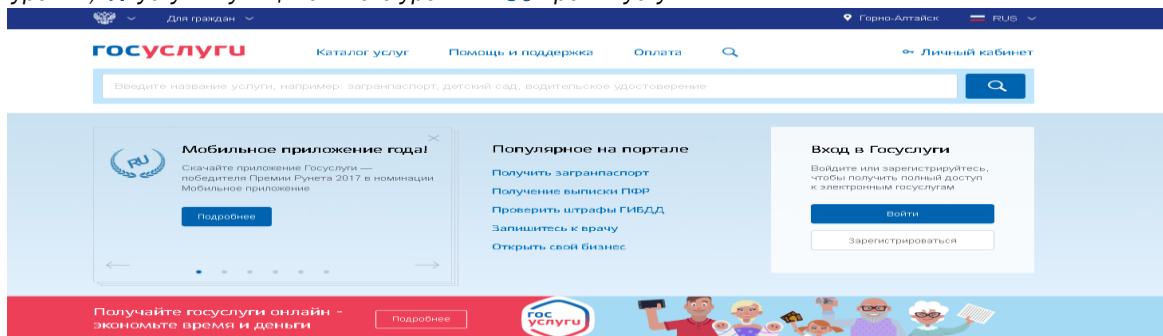 Для граждан
Горно-Алтайск
RUS
госуслуги
Каталог услуг
Помощь и поддержка
Оплата
Личный кабинет
Введите название услуги, например: загранпаспорт, детский сад, водительское удостоверение
Мобильное приложение года!
Скачайте приложение Госуслуги —
победителя Премии Рунета 2017 в номинации
Мобильное приложение
Подробнее
Популярное на портале
Получить загранпаспорт
Получение выписки ПФР
Проверить штрафы ГИБДД
Запишитесь к врачу
Открыть свой бизнес
Вход в Госуслуги
Войдите или зарегистрируйтесь,
чтобы получить полный доступ
к электронным госуслугам
Войти
Зарегистрироваться
RU
Получайте госуслуги онлайн -
экономьте время и деньги
Подробнее
гос
услуги